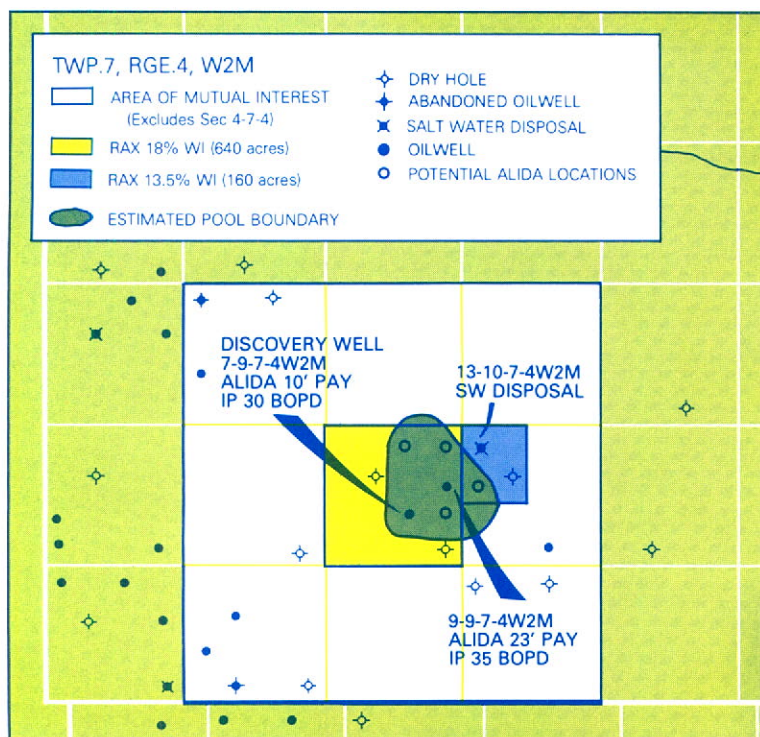 TWP.7, RGE.4, W2M
AREA OF MUTUAL INTEREST
(Excludes Sec 4-7-4)
RAX 18% WI (640 acres)
RAX 13.5% WI (160 acres)
ESTIMATED POOL BOUNDARY
DRY HOLE
ABANDONED OILWELL
SALT WATER DISPOSAL
OILWELL
POTENTIAL ALIDA LOCATIONS
DISCOVERY WELL
7-9-7-4W2M
ALIDA 10' PAY
IP 30 BOPD
13-10-7-4W2M
SW DISPOSAL
9-9-7-4W2M
ALIDA 23' PAY
IP 35 BOPD